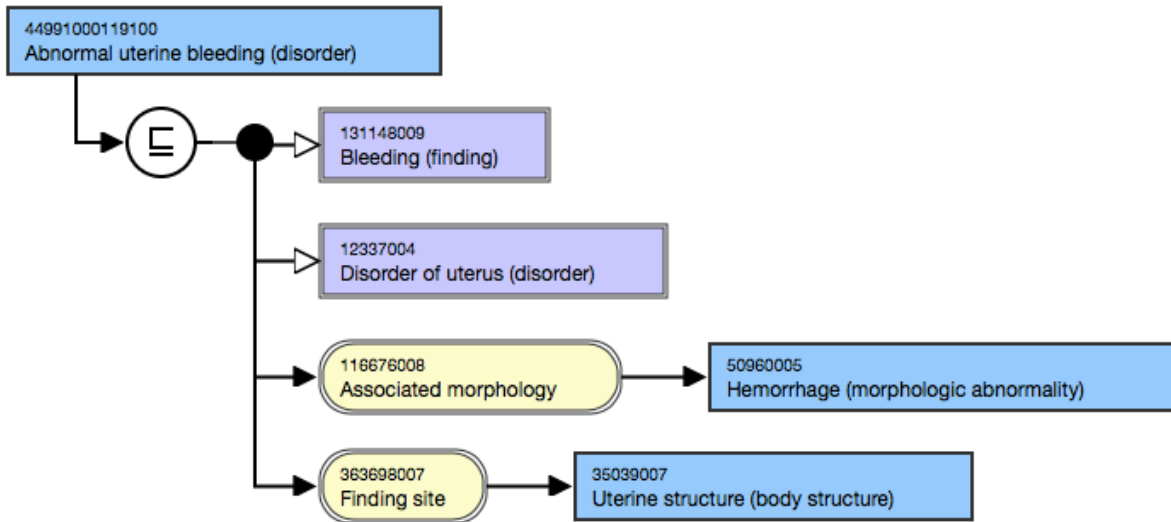 44991000119100
Abnormal uterine bleeding (disorder)
⊑
131148009
Bleeding (finding)
12337004
Disorder of uterus (disorder)
116676008
Associated morphology
50960005
Hemorrhage (morphologic abnormality)
363698007
Finding site
35039007
Uterine structure (body structure)